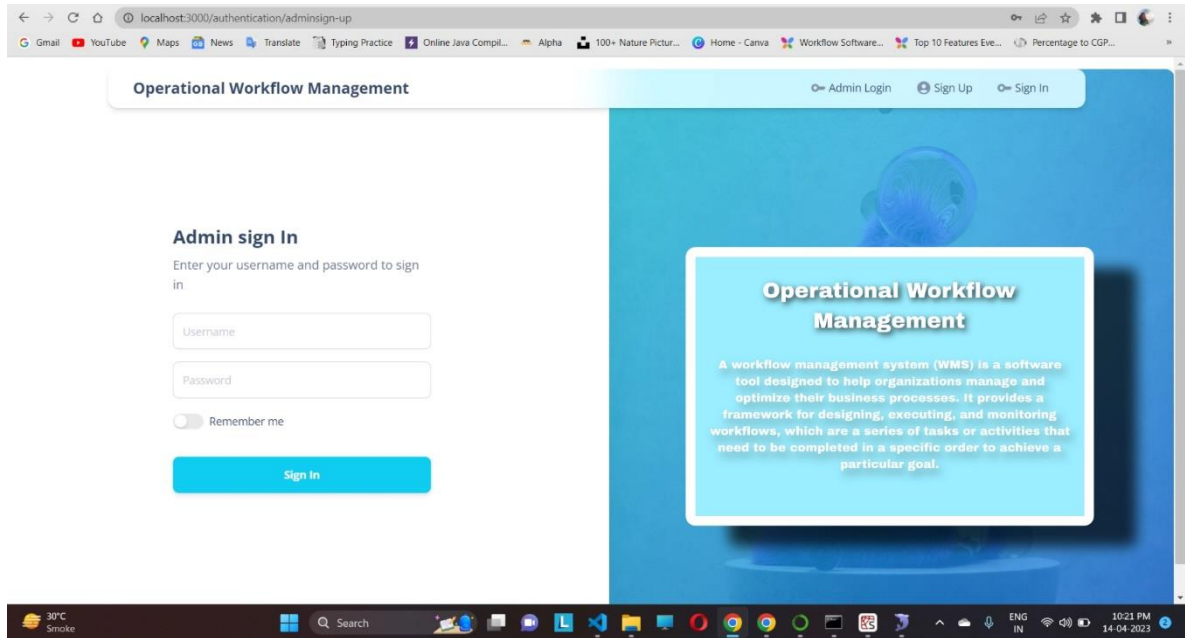 localhost:3000/authentication/adminsign-up
G Gmail YouTube Maps News Translate Typing Practice Online Java Compil... Alpha 100+ Nature Pictur... Home - Canva Workflow Software... Top 10 Features Eve... Percentage to CGP... »
Operational Workflow Management Admin Login Sign Up Sign In
Admin sign In
Enter your username and password to sign
in
Username
Password
Remember me
Sign In
Operational Workflow
Management
A workflow management system (WMS) is a software
tool designed to help organizations manage and
optimize their business processes. It provides a
framework for designing, executing, and monitoring
workflows, which are a series of tasks or activities that
need to be completed in a specific order to achieve a
particular goal.
30°C
Smoke
Search
ENG
IN
10:21 PM
14-04-2023
2